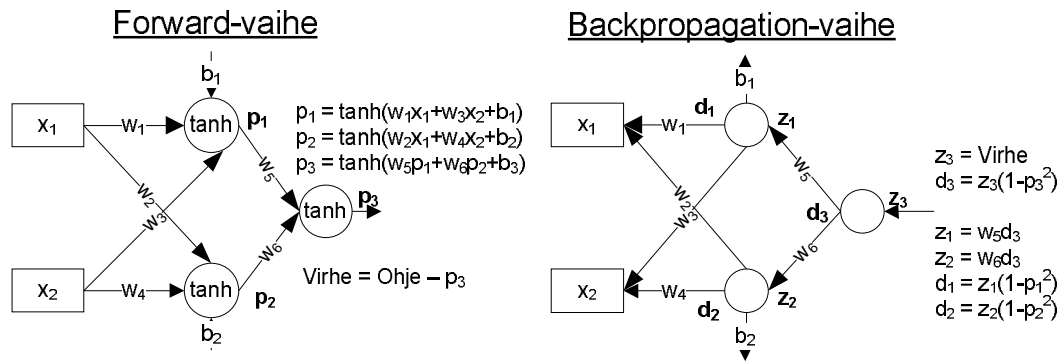 Forward-vaihe
b₁
x₁
w₁
tanh
p₁
p₁ = tanh(w₁x₁+w₃x₂+b₁)
p₂ = tanh(w₂x₁+w₄x₂+b₂)
p₃ = tanh(w₅p₁+w₆p₂+b₃)
w₂
w₃
w₅
tanh
p₃
w₆
x₂
w₄
tanh
p₂
b₂
Virhe = Ohje – p₃
Backpropagation-vaihe
b₁
d₁
x₁
w₁
z₁
w₂
w₃
w₅
d₃
z₃
w₆
x₂
w₄
d₂
z₂
b₂
z₃ = Virhe
d₃ = z₃(1-p₃²)
z₁ = w₅d₃
z₂ = w₆d₃
d₁ = z₁(1-p₁²)
d₂ = z₂(1-p₂²)